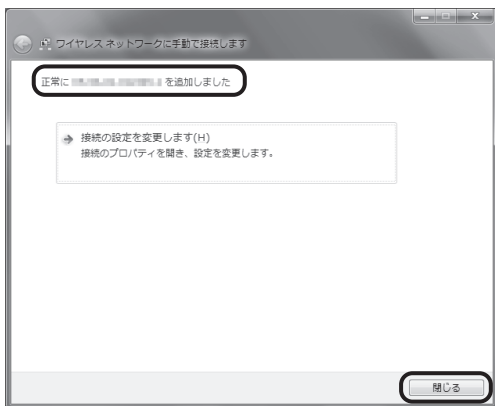 ワイヤレス ネットワークに手動で接続します
正常に を追加しました
接続の設定を変更します(H)
接続のプロパティを開き、設定を変更します。
閉じる